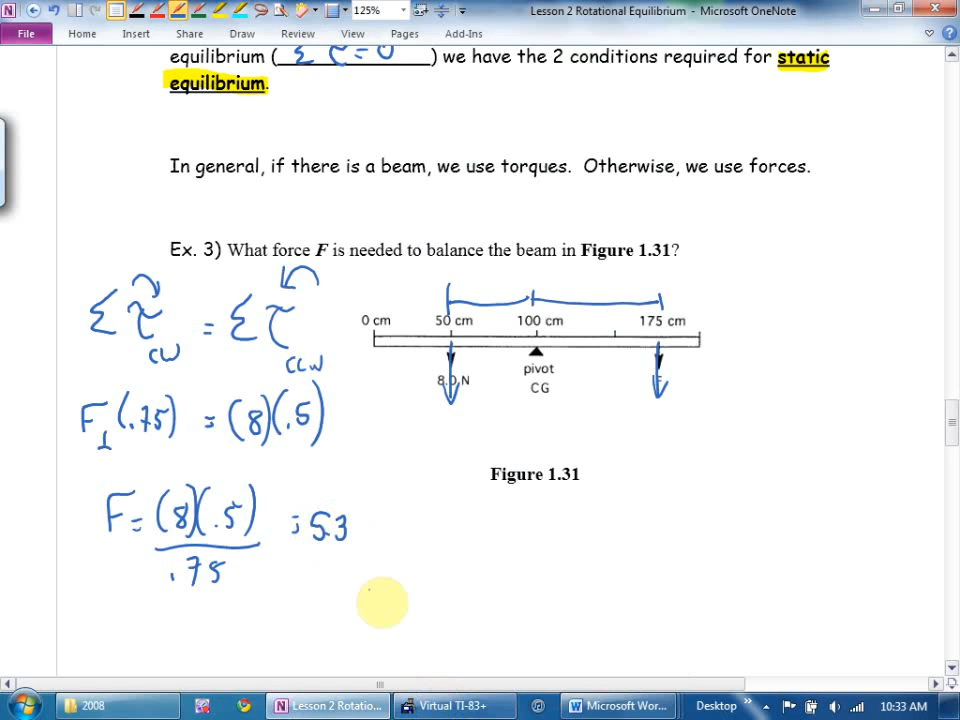 Lesson 2 Rotational Equilibrium - Microsoft OneNote
125%
File Home Insert Share Draw View Review Pages Add-Ins
equilibrium ( Σ τ = 0 ) we have the 2 conditions required for static
equilibrium.
In general, if there is a beam, we use torques. Otherwise, we use forces.
Ex. 3) What force F is needed to balance the beam in Figure 1.31?
Σ τ CW = Σ τ CCW
0 cm 50 cm 100 cm 175 cm
8.0 N pivot F
CG
F⊥ (.75) = (8)(.5)
Figure 1.31
F = (8)(.5) = 5.3
.75
2008 Lesson 2 Rotatio... Virtual TI-83+ Microsoft Wor... Desktop 10:33 AM